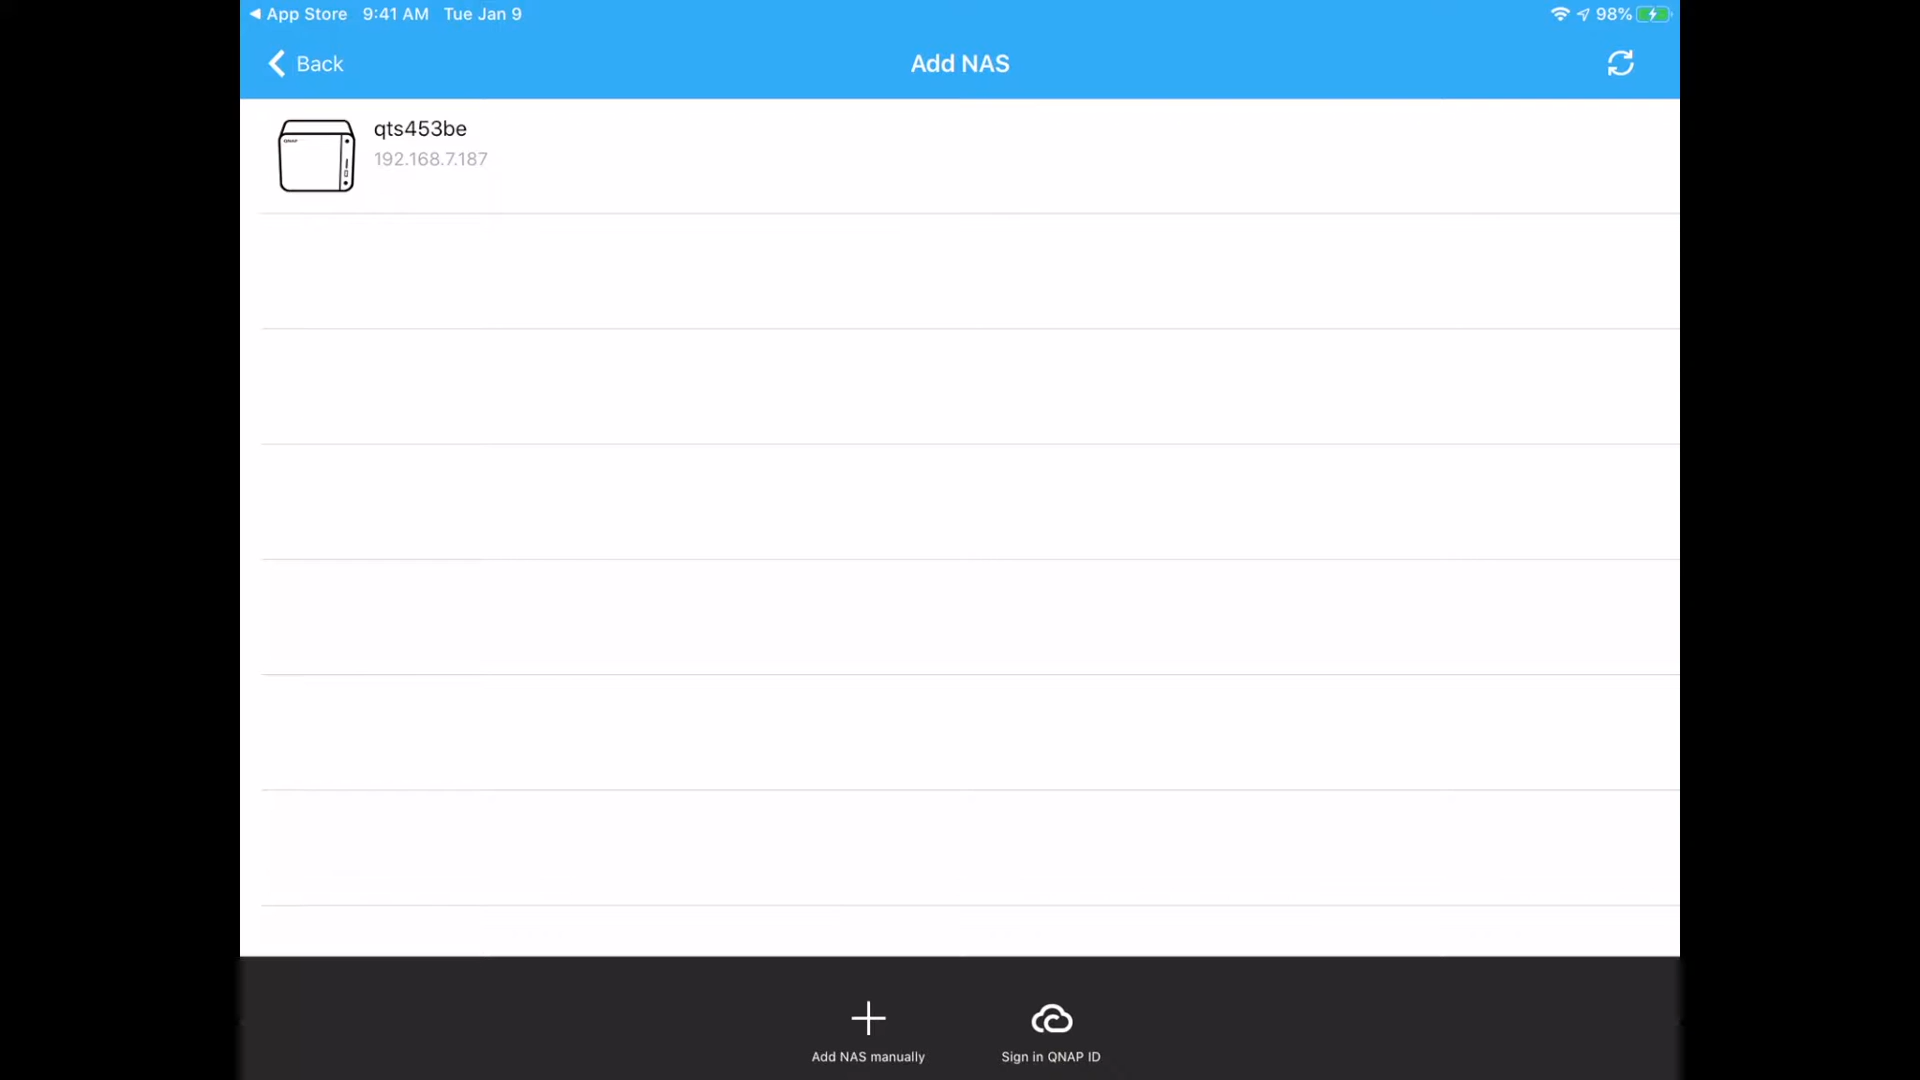 App Store 9:41 AM Tue Jan 9 98%
Back
Add NAS
qts453be
QNAP
192.168.7.187
Add NAS manually
Sign in QNAP ID